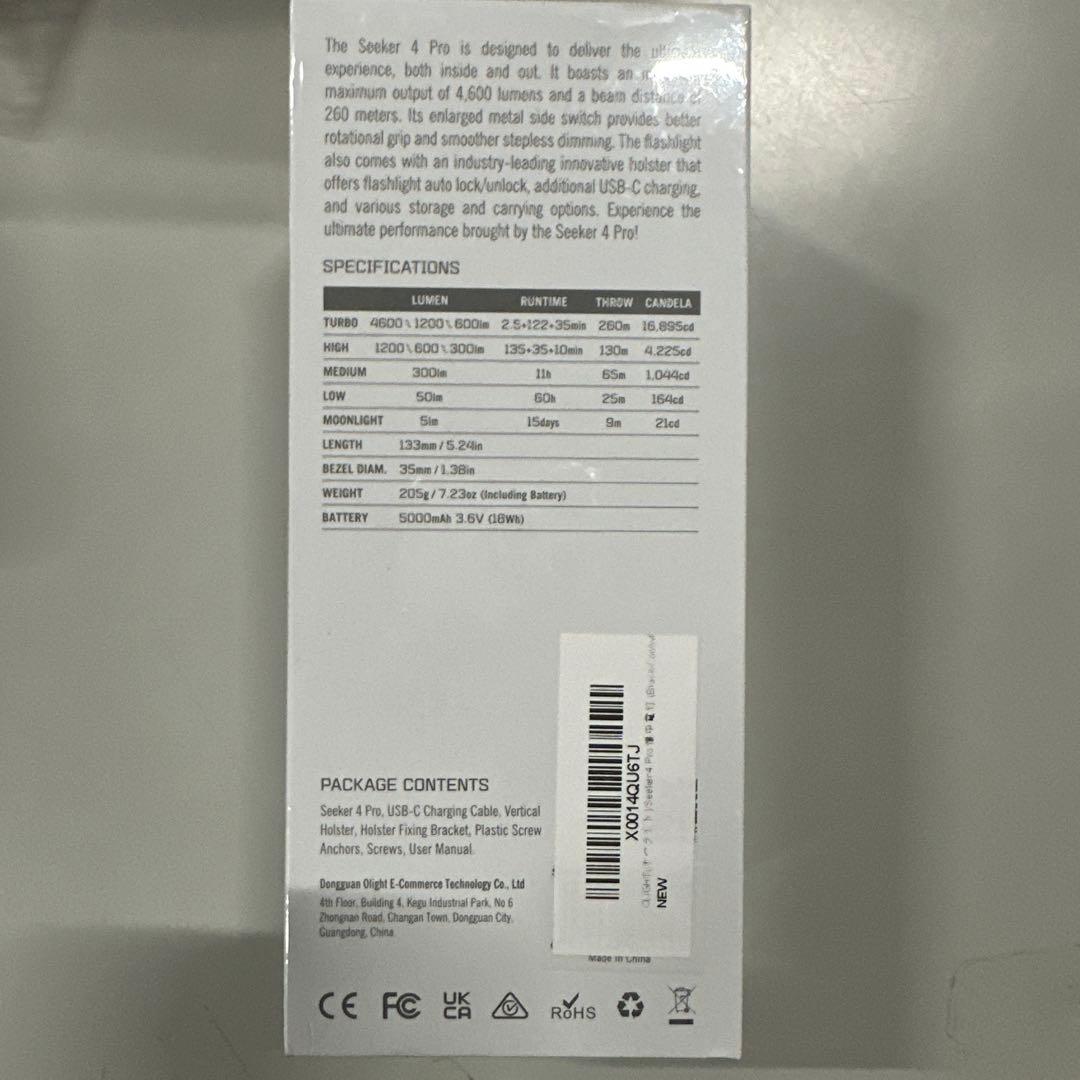 The Seeker 4 Pro is designed to deliver the
experience, both inside and out. It boasts an
maximum output of 4,600 lumens and a beam distance of
260 meters. Its enlarged metal side switch provides better
rotational grip and smoother stepless dimming. The flashlight
also comes with an industry-leading innovative holster that
offers flashlight auto lock/unlock, additional USB-C charging,
and various storage and carrying options. Experience the
ultimate performance brought by the Seeker 4 Pro!
SPECIFICATIONS
LUMEN RUNTIME THROW CANDELA
TURBO 4600\1200\600lm 2.5+122+35min 260m 16,895cd
HIGH 1200\600\300lm 135+35+10min 130m 4,225cd
MEDIUM 300lm 11h 65m 1,044cd
LOW 50lm 60h 25m 164cd
MOONLIGHT 5lm 15days 9m 21cd
LENGTH 133mm / 5.24in
BEZEL DIAM. 35mm / 1.38in
WEIGHT 205g / 7.23oz (Including Battery)
BATTERY 5000mAh 3.6V (18Wh)
PACKAGE CONTENTS
Seeker 4 Pro, USB-C Charging Cable, Vertical
Holster, Holster Fixing Bracket, Plastic Screw
Anchors, Screws, User Manual
Dongguan Olight E-Commerce Technology Co., Ltd
4th Floor, Building 4, Kegu Industrial Park, No 6
Zhongnan Road, Changan Town, Dongguan City,
Guangdong, China
X0014QU6TJ
Seeker4 Pro
NEW
Made in China
CE FC UK CA RoHS